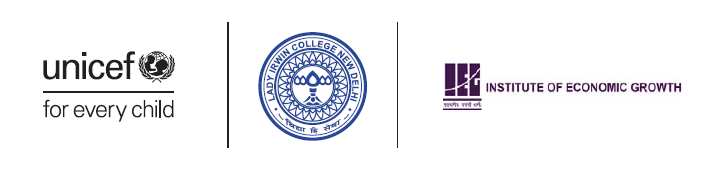 unicef
for every child
LADY IRWIN COLLEGE NEW DELHI
विद्या हि सेवा
INSTITUTE OF ECONOMIC GROWTH